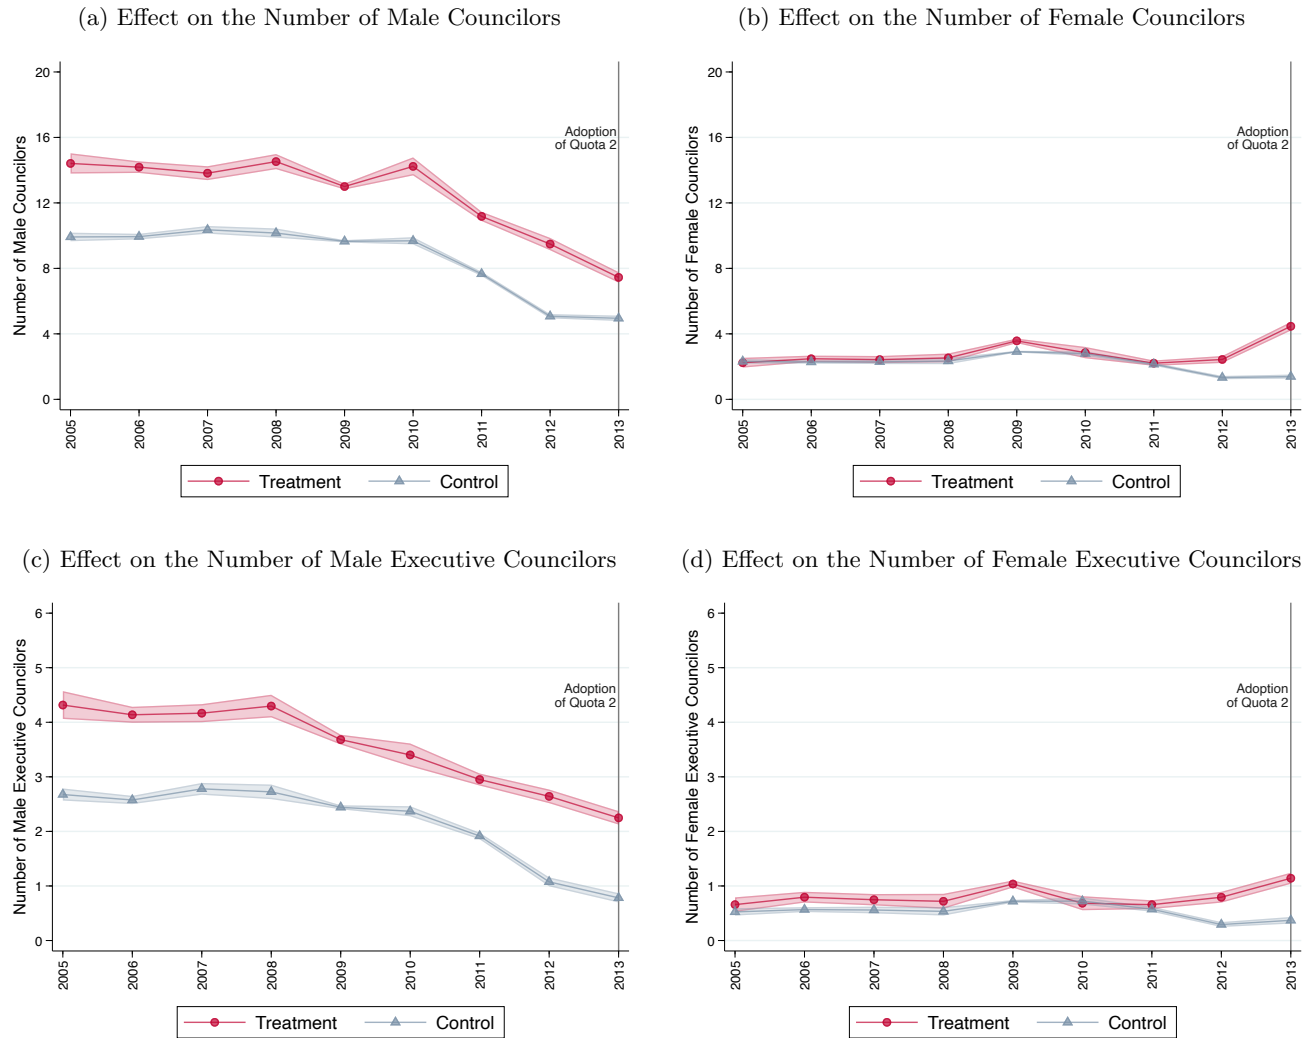 (a) Effect on the Number of Male Councilors
Number of Male Councilors
20
16
12
8
4
0
Adoption
of Quota 2
2005
2006
2007
2008
2009
2010
2011
2012
2013
Treatment
Control
(b) Effect on the Number of Female Councilors
Number of Female Councilors
20
16
12
8
4
0
Adoption
of Quota 2
2005
2006
2007
2008
2009
2010
2011
2012
2013
Treatment
Control
(c) Effect on the Number of Male Executive Councilors
Number of Male Executive Councilors
6
5
4
3
2
1
0
Adoption
of Quota 2
2005
2006
2007
2008
2009
2010
2011
2012
2013
Treatment
Control
(d) Effect on the Number of Female Executive Councilors
Number of Female Executive Councilors
6
5
4
3
2
1
0
Adoption
of Quota 2
2005
2006
2007
2008
2009
2010
2011
2012
2013
Treatment
Control